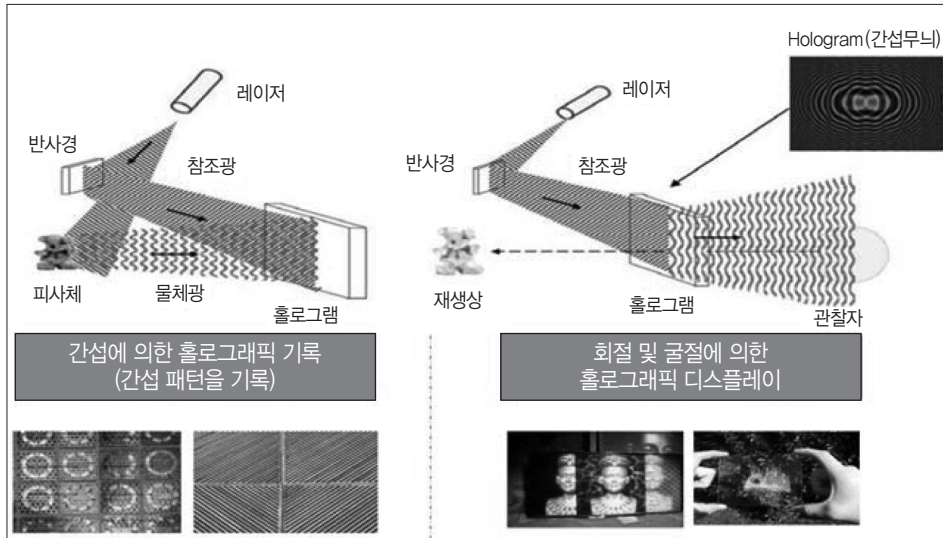 레이저
반사경
참조광
피사체
물체광
홀로그램
간섭에 의한 홀로그래픽 기록
(간섭 패턴을 기록)
Hologram(간섭무늬)
레이저
반사경
참조광
재생상
홀로그램
관찰자
회절 및 굴절에 의한
홀로그래픽 디스플레이